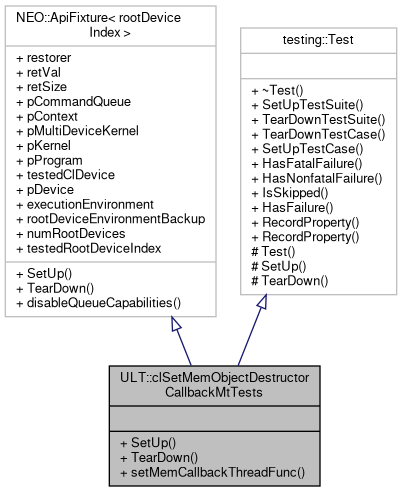 NEO::ApiFixture< rootDevice
Index >
+ restorer
+ retVal
+ retSize
+ pCommandQueue
+ pContext
+ pMultiDeviceKernel
+ pKernel
+ pProgram
+ testedClDevice
+ pDevice
+ executionEnvironment
+ rootDeviceEnvironmentBackup
+ numRootDevices
+ testedRootDeviceIndex
+ SetUp()
+ TearDown()
+ disableQueueCapabilities()
testing::Test
+ ~Test()
+ SetUpTestSuite()
+ TearDownTestSuite()
+ TearDownTestCase()
+ SetUpTestCase()
+ HasFatalFailure()
+ HasNonfatalFailure()
+ IsSkipped()
+ HasFailure()
+ RecordProperty()
+ RecordProperty()
# Test()
# SetUp()
# TearDown()
ULT::clSetMemObjectDestructor
CallbackMtTests
+ SetUp()
+ TearDown()
+ setMemCallbackThreadFunc()